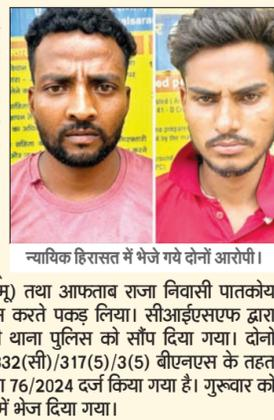 न्यायिक हिरासत में भेजे गये दोनों आरोपी।
मू) तथा आफताब राजा निवासी पातकोय
करते पकड़ लिया। सीआईएसएफ द्वारा
थाना पुलिस को सौंप दिया गया। दोनो
332(सी)/317(5)/3(5) बीएनएस के तहत
76/2024 दर्ज किया गया है। गुरूवार को
में भेज दिया गया।